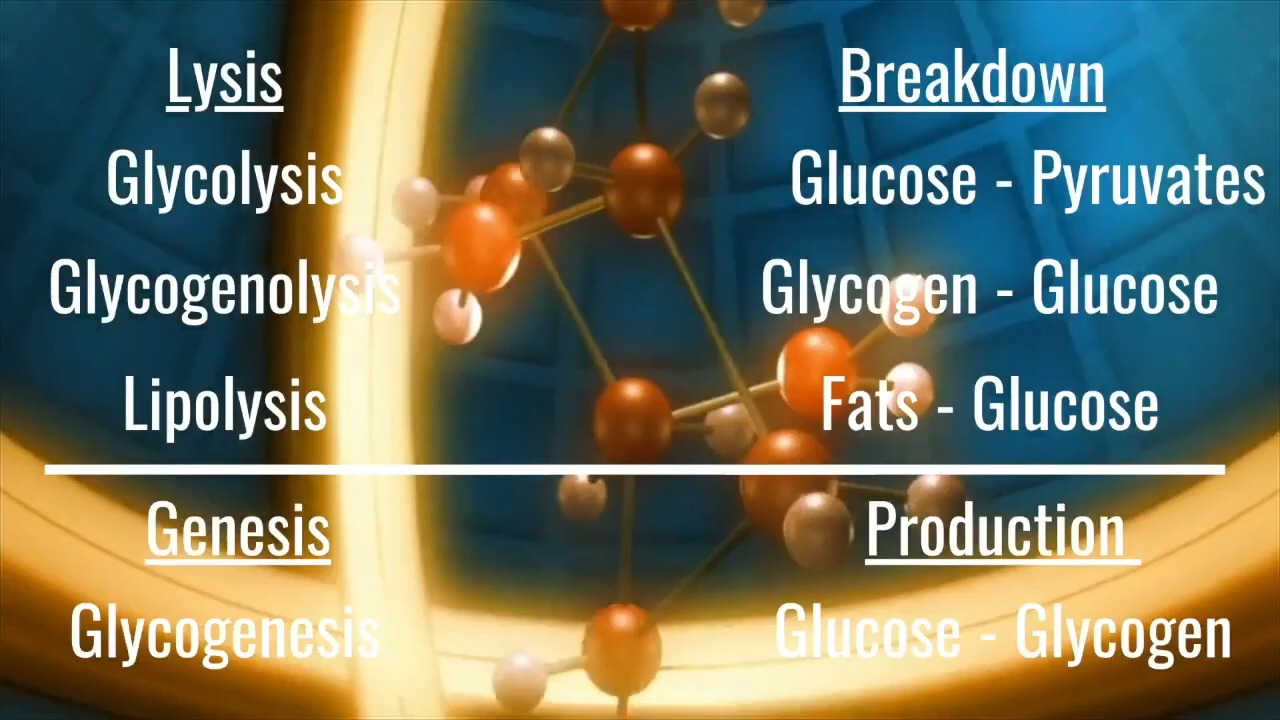 Lysis Breakdown
Glycolysis Glucose - Pyruvates
Glycogenolysis Glycogen - Glucose
Lipolysis Fats - Glucose
Genesis Production
Glycogenesis Glucose - Glycogen